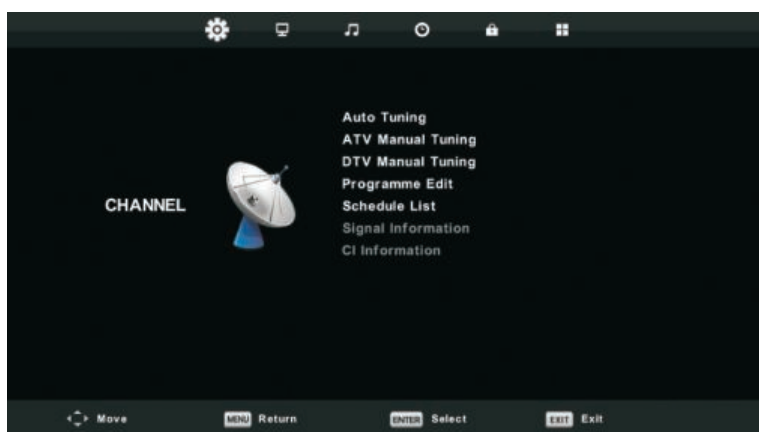 Auto Tuning
ATV Manual Tuning
DTV Manual Tuning
Programme Edit
CHANNEL
Schedule List
Signal Information
CI Information
Move
MENU Return
ENTER Select
EXIT Exit